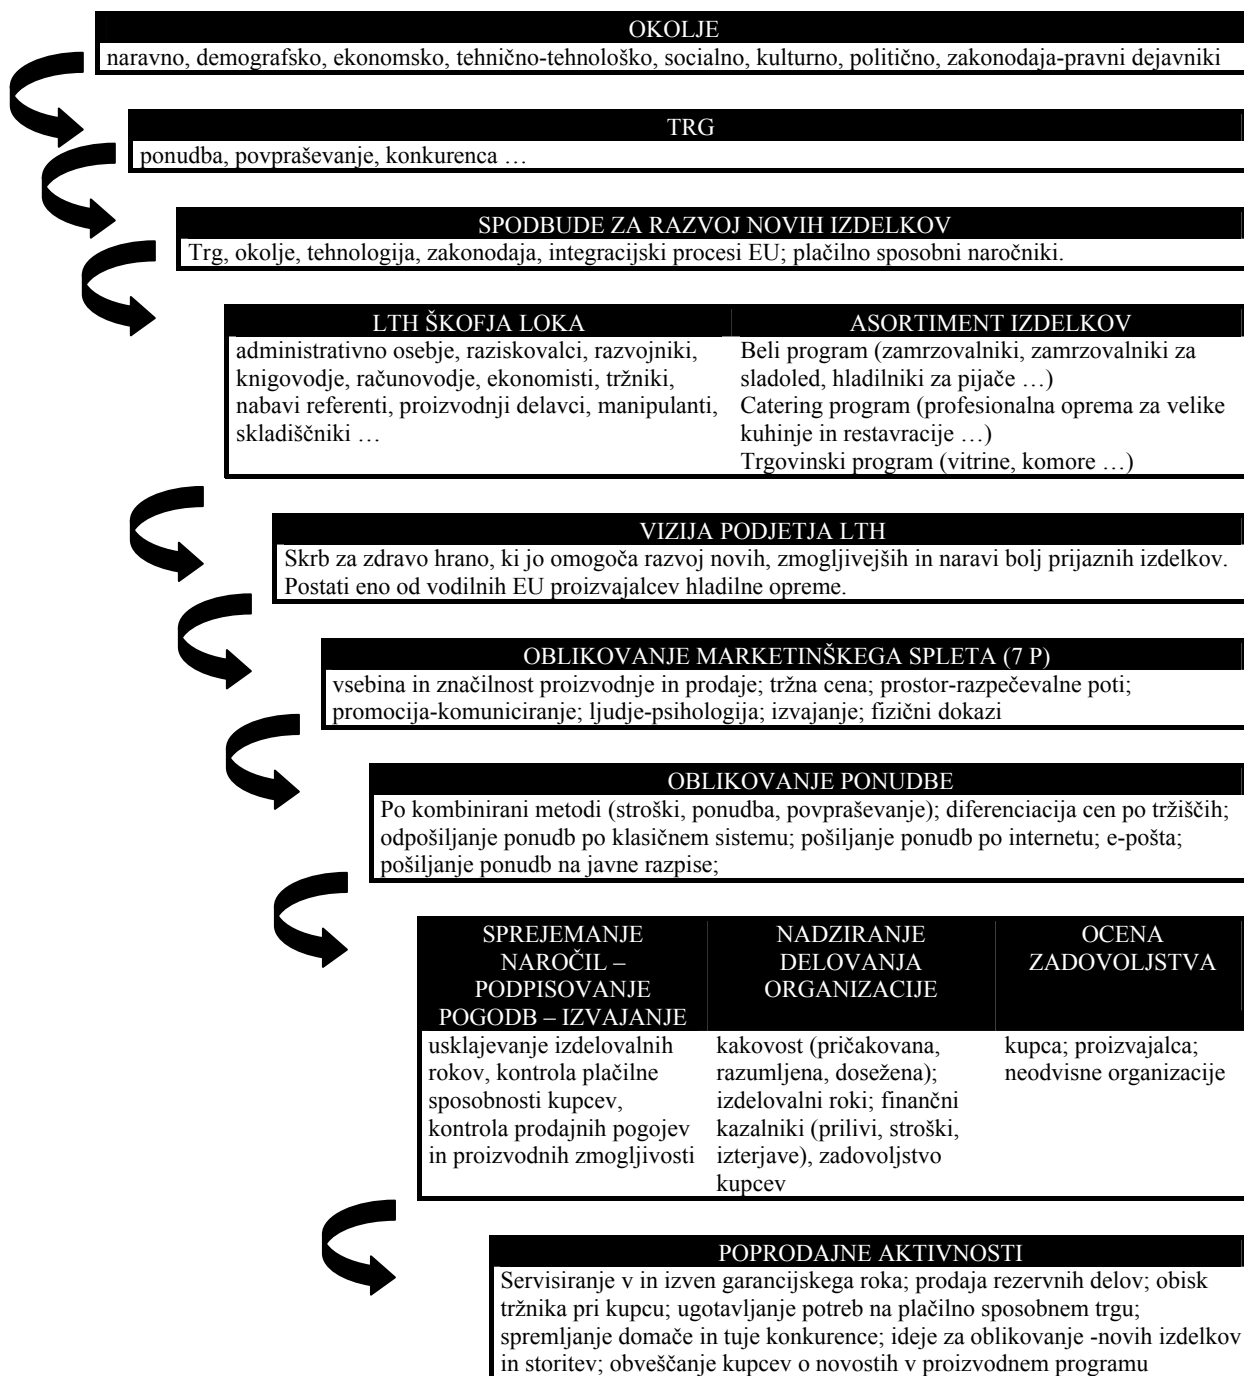 OKOLJE
naravno, demografsko, ekonomsko, tehnično-tehnološko, socialno, kulturno, politično, zakonodaja-pravni dejavniki
TRG
ponudba, povpraševanje, konkurenca …
SPODBUDE ZA RAZVOJ NOVIH IZDELKOV
Trg, okolje, tehnologija, zakonodaja, integracijski procesi EU; plačilno sposobni naročniki.
LTH ŠKOFJA LOKA
administrativno osebje, raziskovalci, razvojniki,
knigovodje, računovodje, ekonomisti, tržniki,
nabavi referenti, proizvodnji delavci, manipulanti,
skladiščniki …
ASORTIMENT IZDELKOV
Beli program (zamrzovalniki, zamrzovalniki za
sladoled, hladilniki za pijače …)
Catering program (profesionalna oprema za velike
kuhinje in restavracije …)
Trgovinski program (vitrine, komore …)
VIZIJA PODJETJA LTH
Skrb za zdravo hrano, ki jo omogoča razvoj novih, zmogljivejših in naravi bolj prijaznih izdelkov.
Postati eno od vodilnih EU proizvajalcev hladilne opreme.
OBLIKOVANJE MARKETINŠKEGA SPLETA (7 P)
vsebina in značilnost proizvodnje in prodaje; tržna cena; prostor-razpečevalne poti;
promocija-komuniciranje; ljudje-psihologija; izvajanje; fizični dokazi
OBLIKOVANJE PONUDBE
Po kombinirani metodi (stroški, ponudba, povpraševanje); diferenciacija cen po tržiščih;
odpošiljanje ponudb po klasičnem sistemu; pošiljanje ponudb po internetu; e-pošta;
pošiljanje ponudb na javne razpise;
SPREJEMANJE
NAROČIL –
PODPISOVANJE
POGODB – IZVAJANJE
usklajevanje izdelovalnih
rokov, kontrola plačilne
sposobnosti kupcev,
kontrola prodajnih pogojev
in proizvodnih zmogljivosti
NADZIRANJE
DELOVANJA
ORGANIZACIJE
kakovost (pričakovana,
razumljena, dosežena);
izdelovalni roki; finančni
kazalniki (prilivi, stroški,
izterjave), zadovoljstvo
kupcev
OCENA
ZADOVOLJSTVA
kupca; proizvajalca;
neodvisne organizacije
POPRODAJNE AKTIVNOSTI
Servisiranje v in izven garancijskega roka; prodaja rezervnih delov; obisk
tržnika pri kupcu; ugotavljanje potreb na plačilno sposobnem trgu;
spremljanje domače in tuje konkurence; ideje za oblikovanje -novih izdelkov
in storitev; obveščanje kupcev o novostih v proizvodnem programu